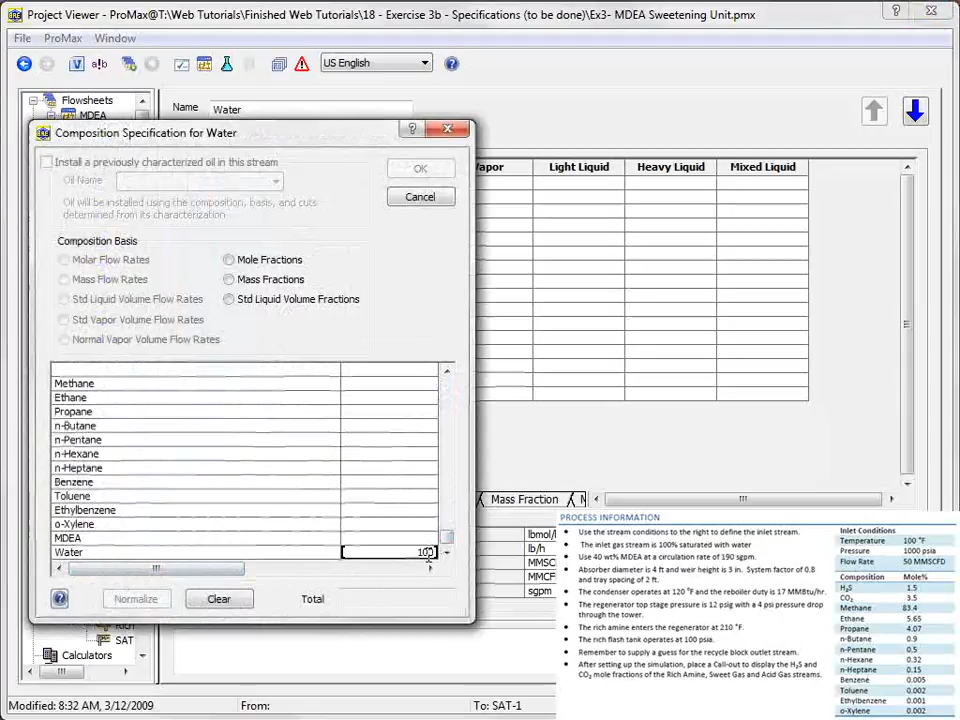 Project Viewer - ProMax@T:\Web Tutorials\Finished Web Tutorials\18 - Exercise 3b - Specifications (to be done)\Ex3- MDEA Sweetening Unit.pmx
File ProMax Window
a!b US English
Flowsheets
MDEA
Name Water
Composition Specification for Water
Install a previously characterized oil in this stream
OK
Oil Name
Cancel
Oil will be installed using the composition, basis, and cuts
determined from its characterization.
Composition Basis
Molar Flow Rates Mole Fractions
Mass Flow Rates Mass Fractions
Std Liquid Volume Flow Rates Std Liquid Volume Fractions
Std Vapor Volume Flow Rates
Normal Vapor Volume Flow Rates
Methane
Ethane
Propane
n-Butane
n-Pentane
n-Hexane
n-Heptane
Benzene
Toluene
Ethylbenzene
o-Xylene
MDEA
Water 100
Normalize Clear Total
Light Liquid Heavy Liquid Mixed Liquid
Mass Fraction
lb/h
sgpm
SAT
Calculators
Modified: 8:32 AM, 3/12/2009 From: To: SAT-1
PROCESS INFORMATION
• Use the stream conditions to the right to define the inlet stream.
• The inlet gas stream is 100% saturated with water
• Use 40 wt% MDEA at a circulation rate of 190 sgpm.
• Absorber diameter is 4 ft and weir height is 3 in. System factor of 0.8
and tray spacing of 2 ft.
• The condenser operates at 120 °F and the reboiler duty is 17 MMBtu/hr.
• The regenerator top stage pressure is 12 psig with a 4 psi pressure drop
through the tower.
• The rich amine enters the regenerator at 210 °F.
• The rich flash tank operates at 100 psia.
• Remember to supply a guess for the recycle block outlet stream.
• After setting up the simulation, place a Call-out to display the H₂S and
CO₂ mole fractions of the Rich Amine, Sweet Gas and Acid Gas streams.
Inlet Conditions
Temperature 100 °F
Pressure 1000 psia
Flow Rate 50 MMSCFD
Composition Mole%
H₂S 1.5
CO₂ 3.5
Methane 83.4
Ethane 5.65
Propane 4.07
n-Butane 0.9
n-Pentane 0.5
n-Hexane 0.32
n-Heptane 0.15
Benzene 0.005
Toluene 0.002
Ethylbenzene 0.001
o-Xylene 0.002